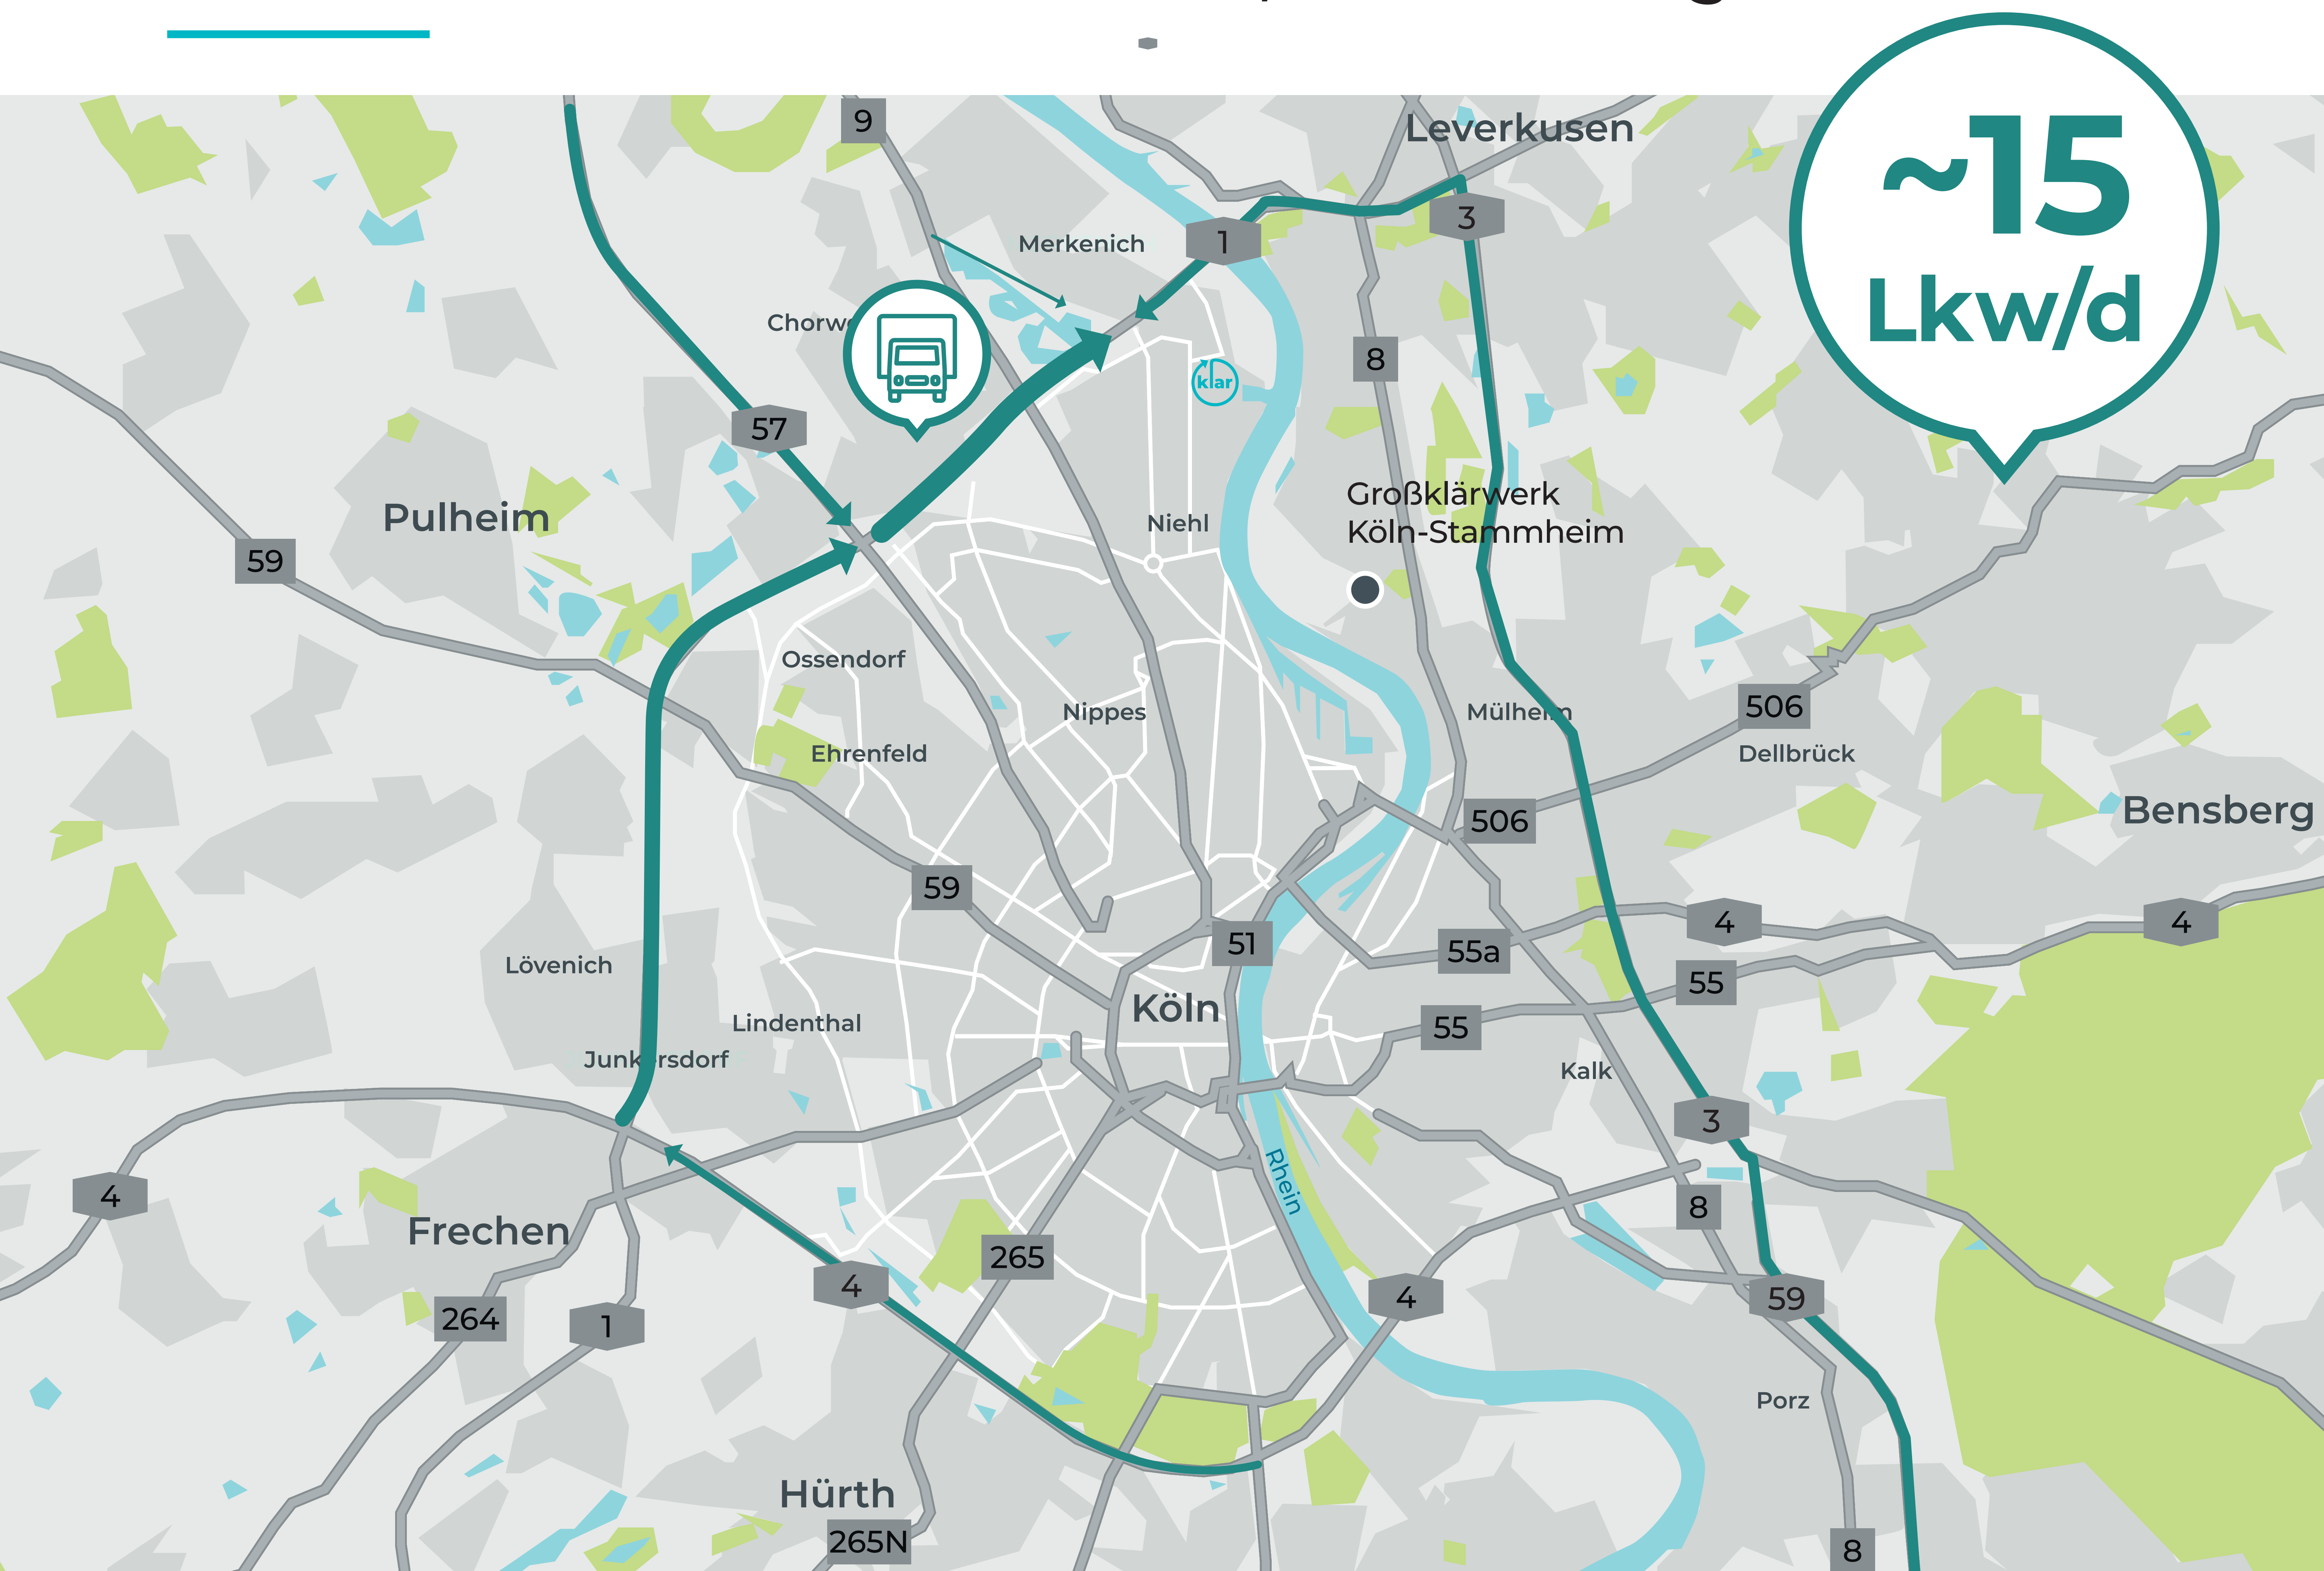 9
Leverkusen
~15
Lkw/d
3
1
Merkenich
Chorwe
8
klar
57
Großklärwerk
Köln-Stammheim
Pulheim
Niehl
59
Ossendorf
Nippes
Mülheim
506
Ehrenfeld
Dellbrück
Bensberg
506
59
4
4
51
55a
Lövenich
55
Köln
Lindenthal
55
Junkersdorf
Kalk
3
Rhein
4
8
Frechen
265
4
4
59
264
1
Porz
Hürth
265N
8